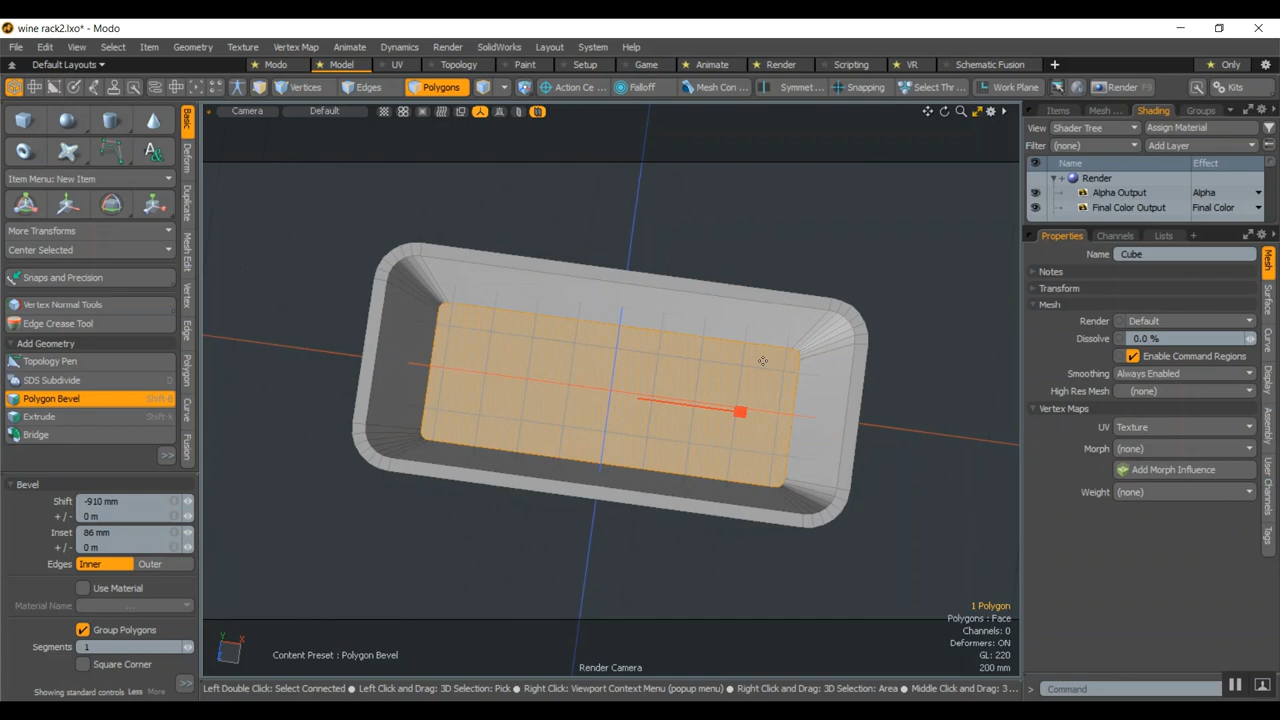 wine rack2.lxo* - Modo
File Edit View Select Item Geometry Texture Vertex Map Animate Dynamics Render SolidWorks Layout System Help
Default Layouts Modo Model UV Topology Paint Setup Game Animate Render Scripting VR Schematic Fusion Only
Vertices Edges Polygons Action Ce ... Falloff Mesh Con ... Symmet ... Snapping Select Thr ... Work Plane Render Kits
Camera Default
Basic
Deform
Duplicate
Mesh Edit
Vertex
Edge
Polygon
Curve
Fusion
Item Menu: New Item
More Transforms
Center Selected
Snaps and Precision
Vertex Normal Tools
Edge Crease Tool
Add Geometry
Topology Pen
SDS Subdivide D
Polygon Bevel Shift-B
Extrude Shift-X
Bridge
>>
Bevel
Shift -910 mm
+ / - 0 m
Inset 86 mm
+ / - 0 m
Edges Inner Outer
Use Material
Material Name ...
Group Polygons
Segments 1
Square Corner
Showing standard controls Less More >>
Y X
Content Preset : Polygon Bevel
Render Camera
1 Polygon
Polygons : Face
Channels: 0
Deformers: ON
GL: 220
200 mm
Left Double Click: Select Connected ● Left Click and Drag: 3D Selection: Pick ● Right Click: Viewport Context Menu (popup menu) ● Right Click and Drag: 3D Selection: Area ● Middle Click and Drag: 3 ...
Items Mesh ... Shading Groups
View Shader Tree Assign Material
Filter (none) Add Layer
Name Effect
Render
Alpha Output Alpha
Final Color Output Final Color
Properties Channels Lists +
Name Cube
Notes
Transform
Mesh
Render Default
Dissolve 0.0 %
Enable Command Regions
Smoothing Always Enabled
High Res Mesh (none)
Vertex Maps
UV Texture
Morph (none)
Add Morph Influence
Weight (none)
Mesh
Surface
Curve
Display
Assembly
User Channels
Tags
> Command